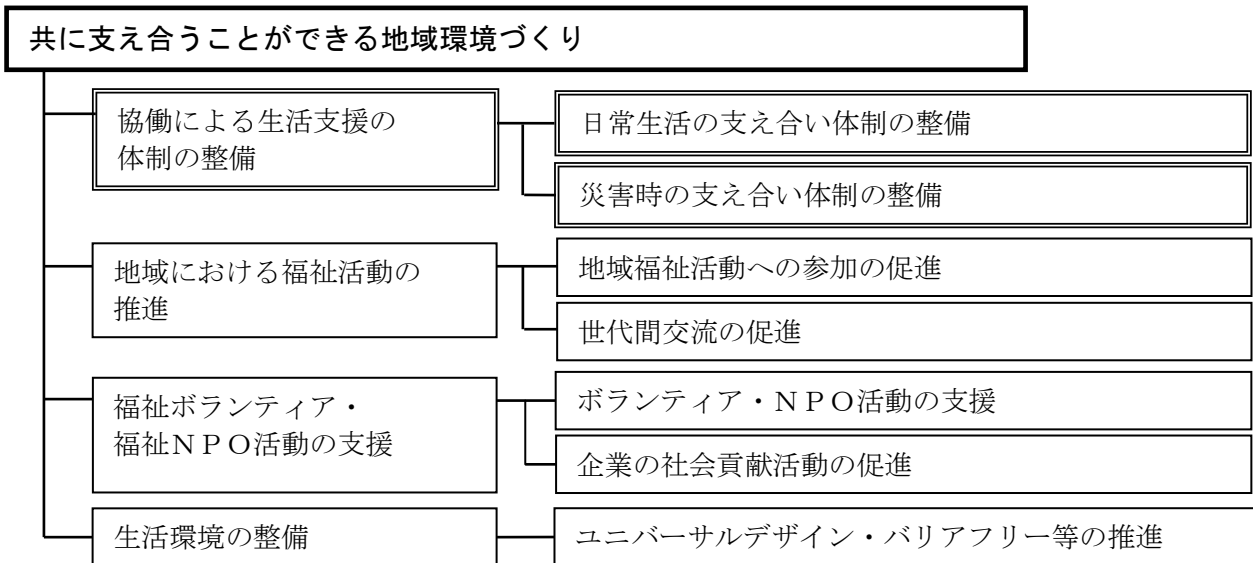 共に支え合うことができる地域環境づくり
協働による生活支援の
体制の整備
日常生活の支え合い体制の整備
災害時の支え合い体制の整備
地域における福祉活動の
推進
地域福祉活動への参加の促進
世代間交流の促進
福祉ボランティア・
福祉ＮＰＯ活動の支援
ボランティア・ＮＰＯ活動の支援
企業の社会貢献活動の促進
生活環境の整備
ユニバーサルデザイン・バリアフリー等の推進